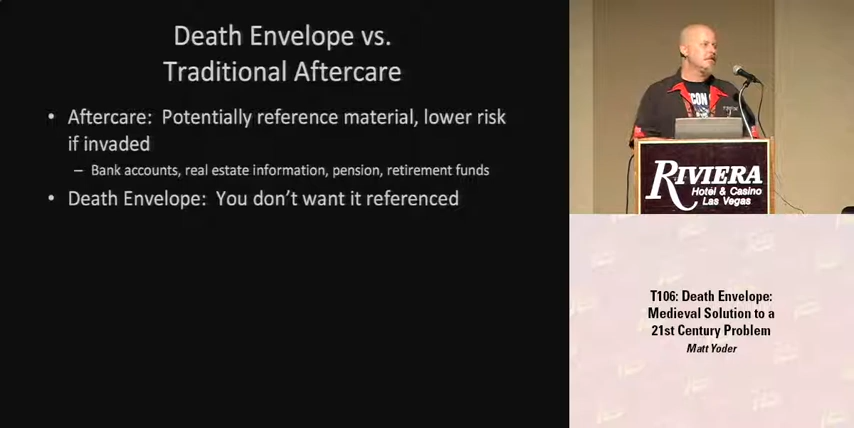 Death Envelope vs.
Traditional Aftercare
• Aftercare: Potentially reference material, lower risk
if invaded
– Bank accounts, real estate information, pension, retirement funds
• Death Envelope: You don't want it referenced
RIVIERA
Hotel & Casino
Las Vegas
T106: Death Envelope:
Medieval Solution to a
21st Century Problem
Matt Yoder